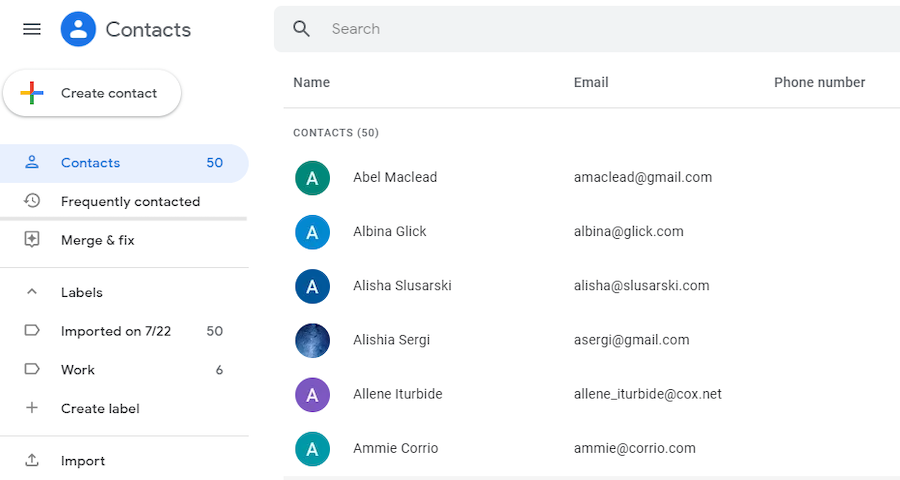 Contacts
Search
Create contact
Name Email Phone number
CONTACTS (50)
Contacts 50
Frequently contacted
Merge & fix
Labels
Imported on 7/22 50
Work 6
Create label
Import
A Abel Maclead amaclead@gmail.com
A Albina Glick albina@glick.com
A Alisha Slusarski alisha@slusarski.com
Alishia Sergi asergi@gmail.com
A Allene Iturbide allene_iturbide@cox.net
A Ammie Corrio ammie@corrio.com